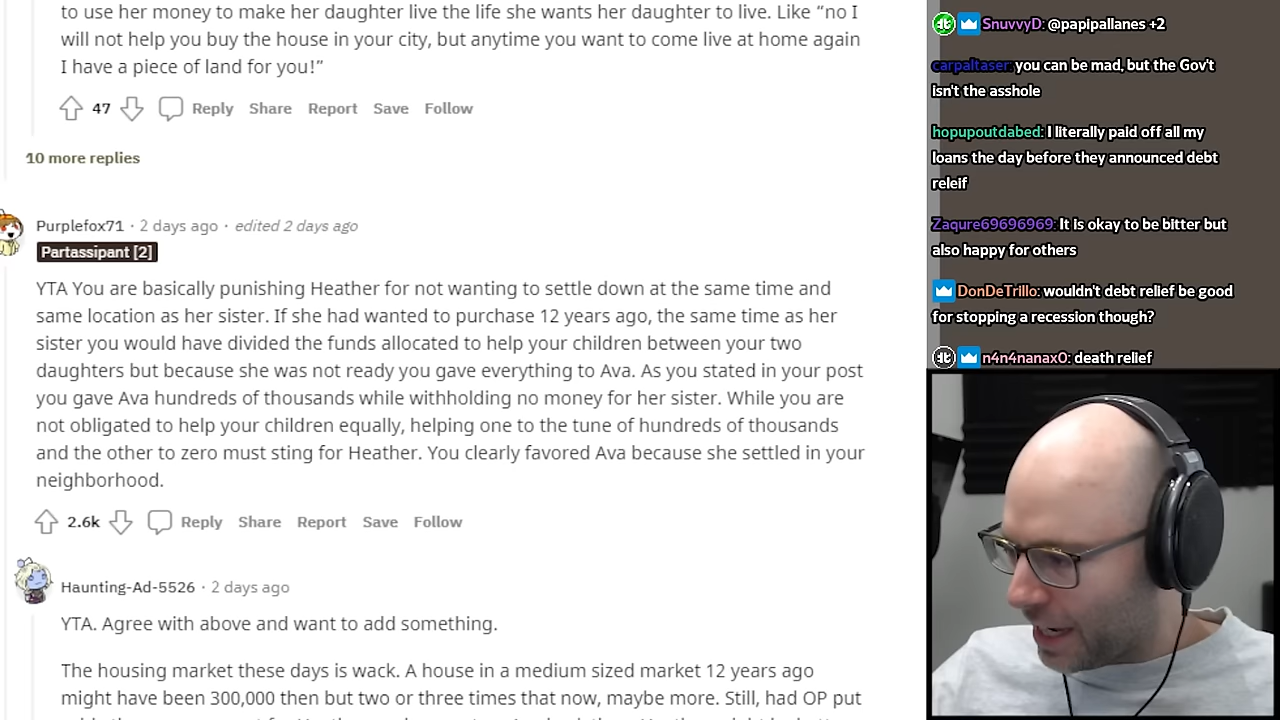 to use her money to make her daughter live the life she wants her daughter to live. Like “no I
will not help you buy the house in your city, but anytime you want to come live at home again
I have a piece of land for you!”
47 Reply Share Report Save Follow
10 more replies
Purplefox71 · 2 days ago · edited 2 days ago
Partassipant [2]
YTA You are basically punishing Heather for not wanting to settle down at the same time and
same location as her sister. If she had wanted to purchase 12 years ago, the same time as her
sister you would have divided the funds allocated to help your children between your two
daughters but because she was not ready you gave everything to Ava. As you stated in your post
you gave Ava hundreds of thousands while withholding no money for her sister. While you are
not obligated to help your children equally, helping one to the tune of hundreds of thousands
and the other to zero must sting for Heather. You clearly favored Ava because she settled in your
neighborhood.
2.6k Reply Share Report Save Follow
Haunting-Ad-5526 · 2 days ago
YTA. Agree with above and want to add something.
The housing market these days is wack. A house in a medium sized market 12 years ago
might have been 300,000 then but two or three times that now, maybe more. Still, had OP put
SnuvvyD: @papipallanes +2
carpaltaser: you can be mad, but the Gov't
isn't the asshole
hopupoutdabed: I literally paid off all my
loans the day before they announced debt
releif
Zaqure69696969: It is okay to be bitter but
also happy for others
DonDeTrillo: wouldn't debt relief be good
for stopping a recession though?
n4n4nanax0: death relief